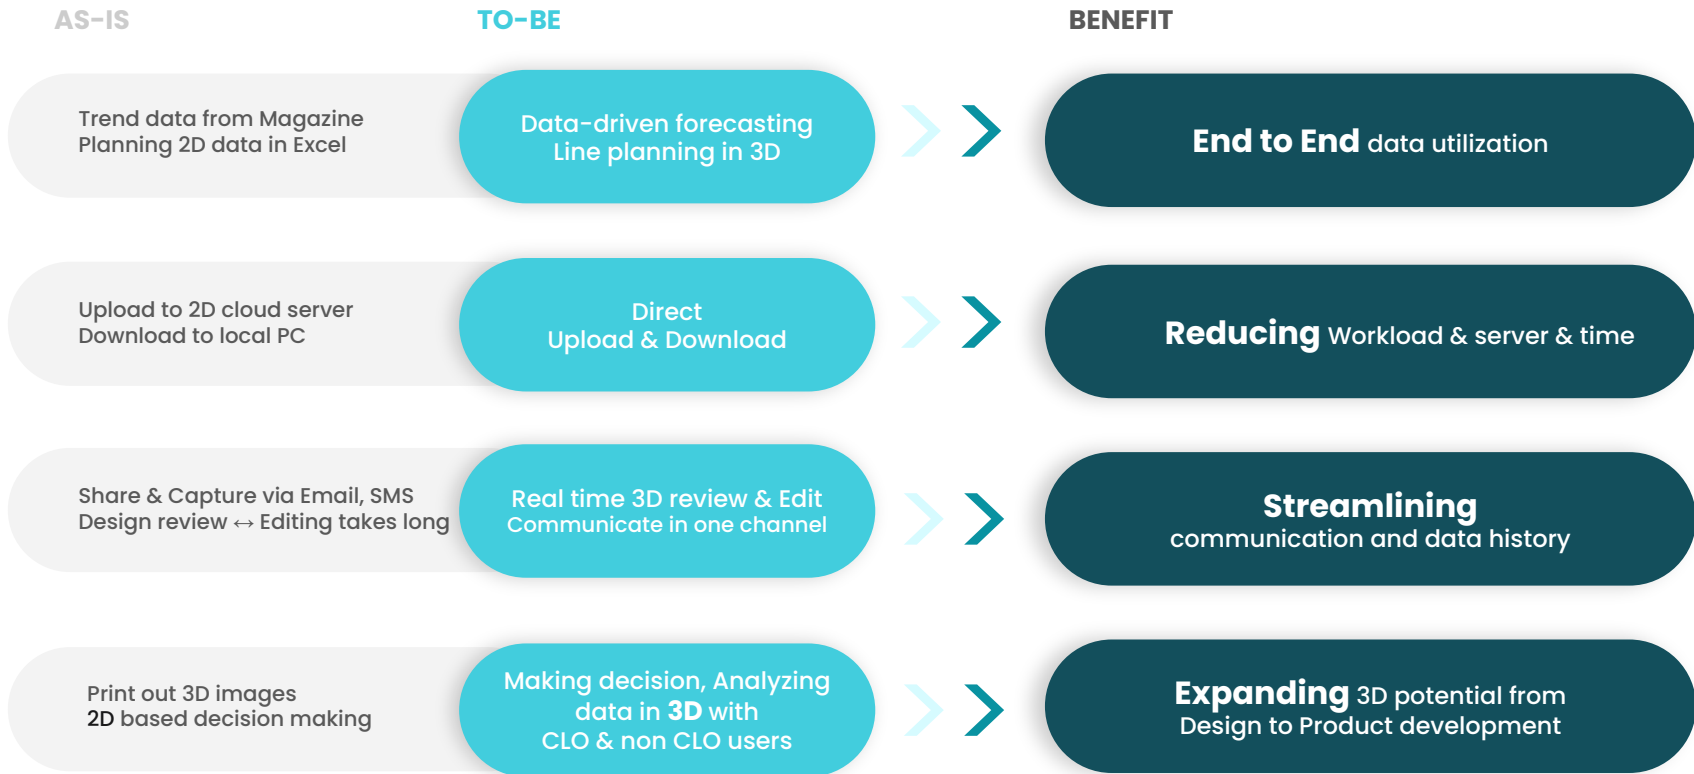 AS-IS
TO-BE
BENEFIT
Trend data from Magazine
Planning 2D data in Excel
Data-driven forecasting
Line planning in 3D
End to End data utilization
Upload to 2D cloud server
Download to local PC
Direct
Upload & Download
Reducing Workload & server & time
Share & Capture via Email, SMS
Design review ↔ Editing takes long
Real time 3D review & Edit
Communicate in one channel
Streamlining
communication and data history
Print out 3D images
2D based decision making
Making decision, Analyzing
data in 3D with
CLO & non CLO users
Expanding 3D potential from
Design to Product development